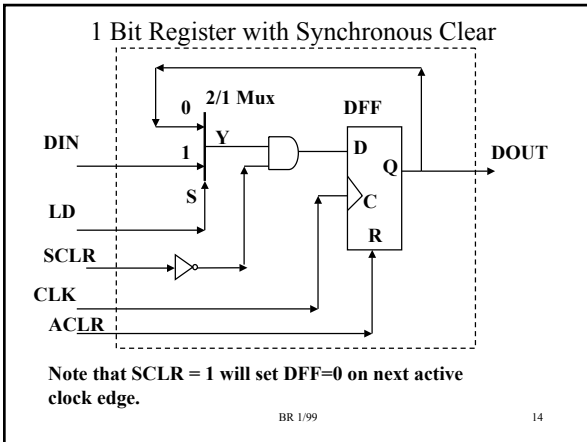 1 Bit Register with Synchronous Clear
2/1 Mux
0
DFF
DIN
Y
D
DOUT
1
Q
S
C
LD
R
SCLR
CLK
ACLR
Note that SCLR = 1 will set DFF=0 on next active
clock edge.
BR 1/99
14